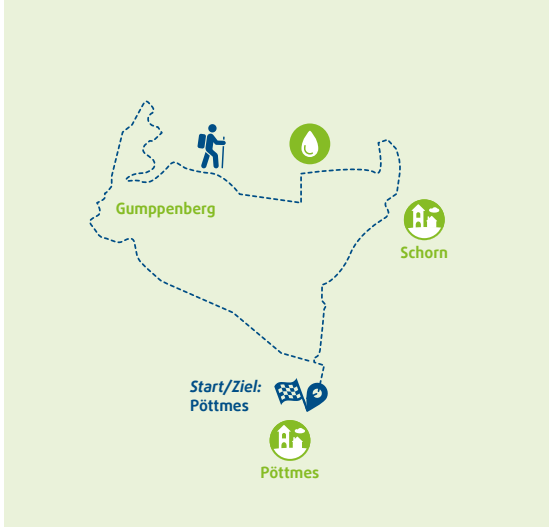 Gumppenberg
Schorn
Start/Ziel:
Pöttmes
Pöttmes